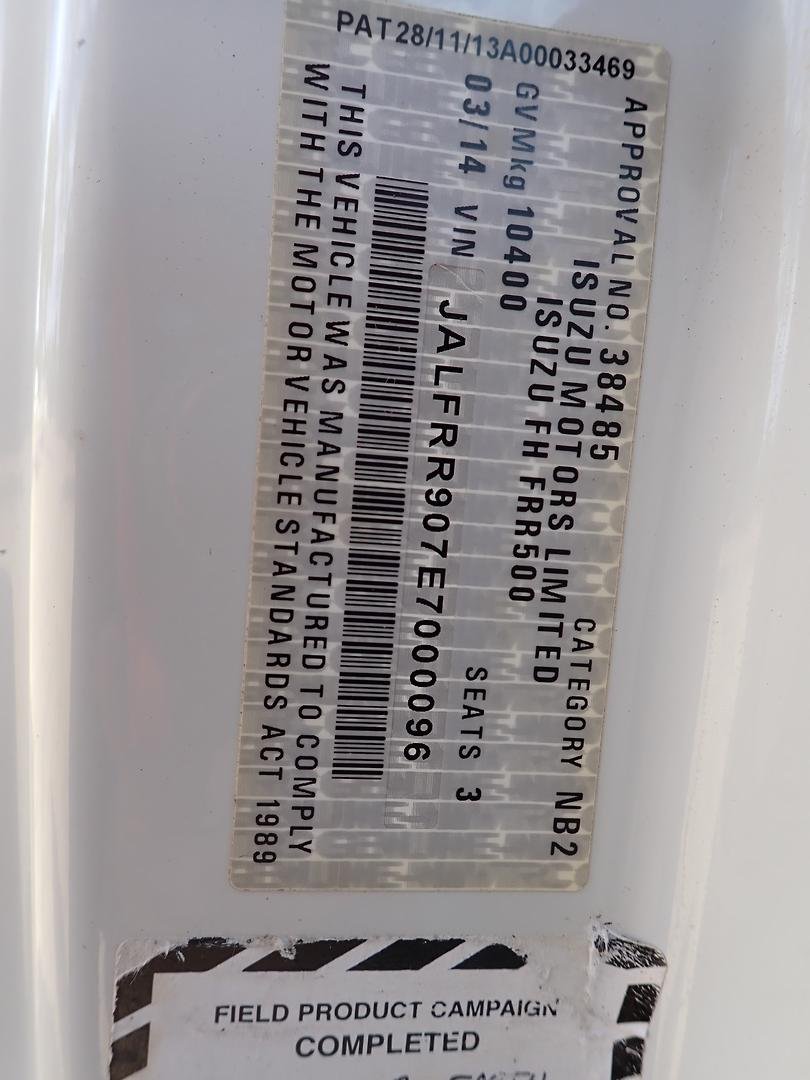 APPROVAL NO. 38485 CATEGORY NB2
ISUZU MOTORS LIMITED
ISUZU FH FRR500
GVMkg 10400
03/14 VIN JALFRR907E7000096 SEATS 3
THIS VEHICLE WAS MANUFACTURED TO COMPLY
WITH THE MOTOR VEHICLE STANDARDS ACT 1989
PAT28/11/13A00033469
FIELD PRODUCT CAMPAIGN
COMPLETED